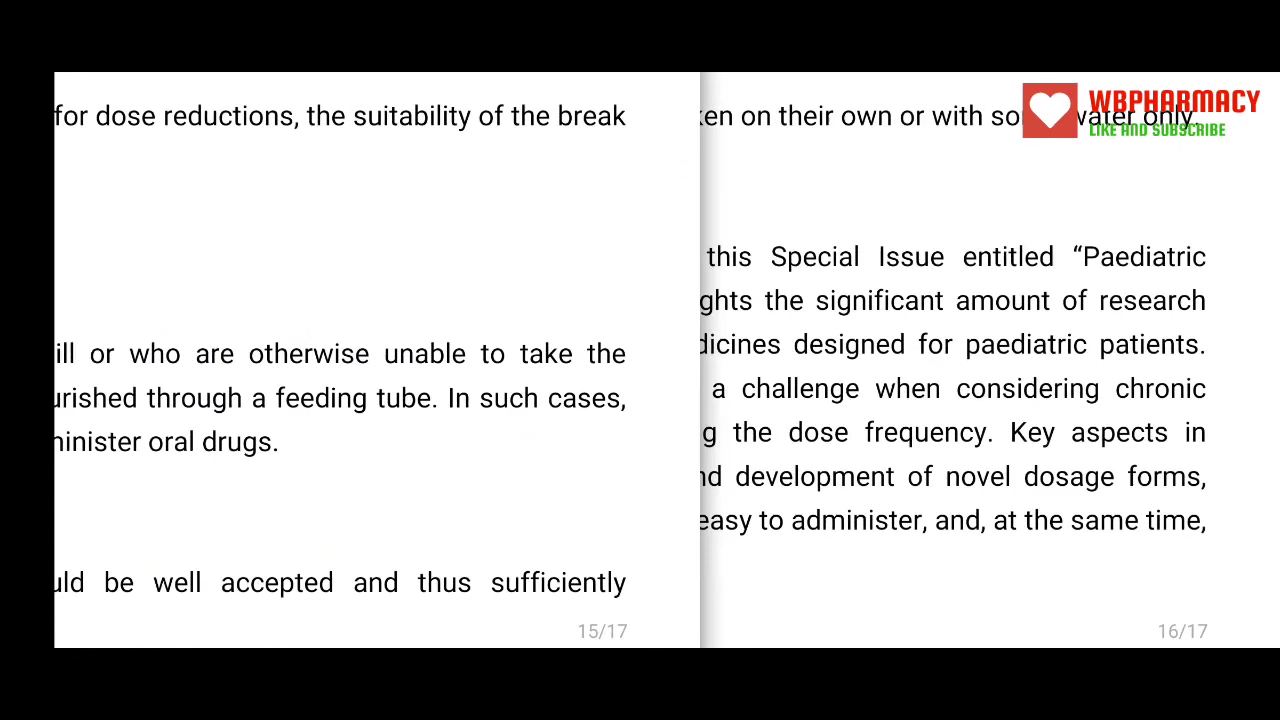 for dose reductions, the suitability of the break
ill or who are otherwise unable to take the
urished through a feeding tube. In such cases,
ninister oral drugs.
uld be well accepted and thus sufficiently
15/17
ken on their own or with so water only.
this Special Issue entitled “Paediatric
ghts the significant amount of research
dicines designed for paediatric patients.
a challenge when considering chronic
g the dose frequency. Key aspects in
nd development of novel dosage forms,
easy to administer, and, at the same time,
16/17
WBPHARMACY
LIKE AND SUBSCRIBE